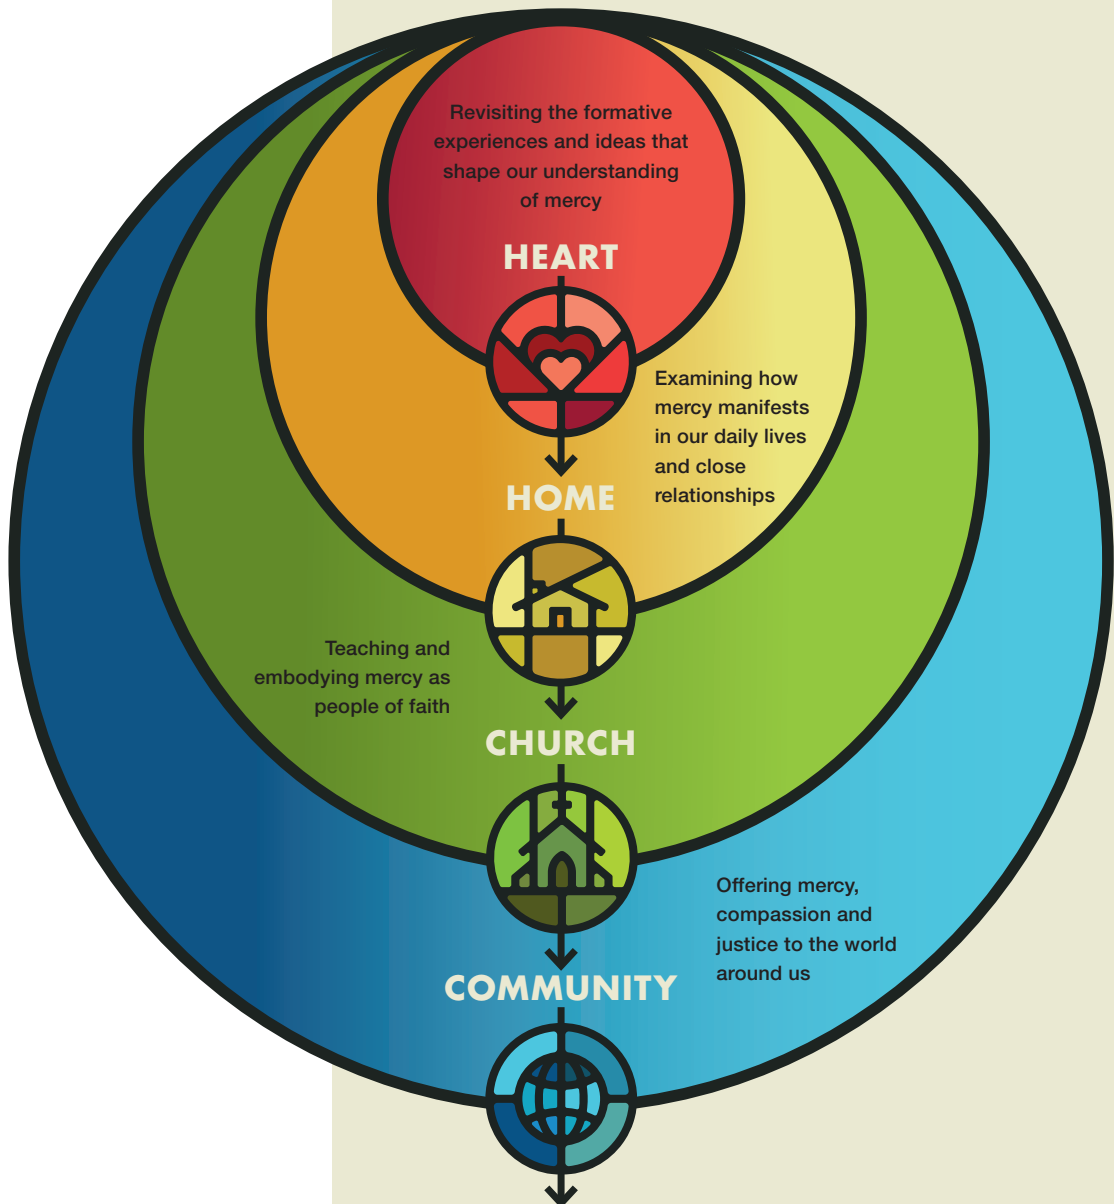 Revisiting the formative
experiences and ideas that
shape our understanding
of mercy
HEART
Examining how
mercy manifests
in our daily lives
and close
relationships
HOME
Teaching and
embodying mercy as
people of faith
CHURCH
Offering mercy,
compassion and
justice to the world
around us
COMMUNITY